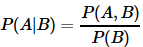 P(A|B) = P(A, B) / P(B)